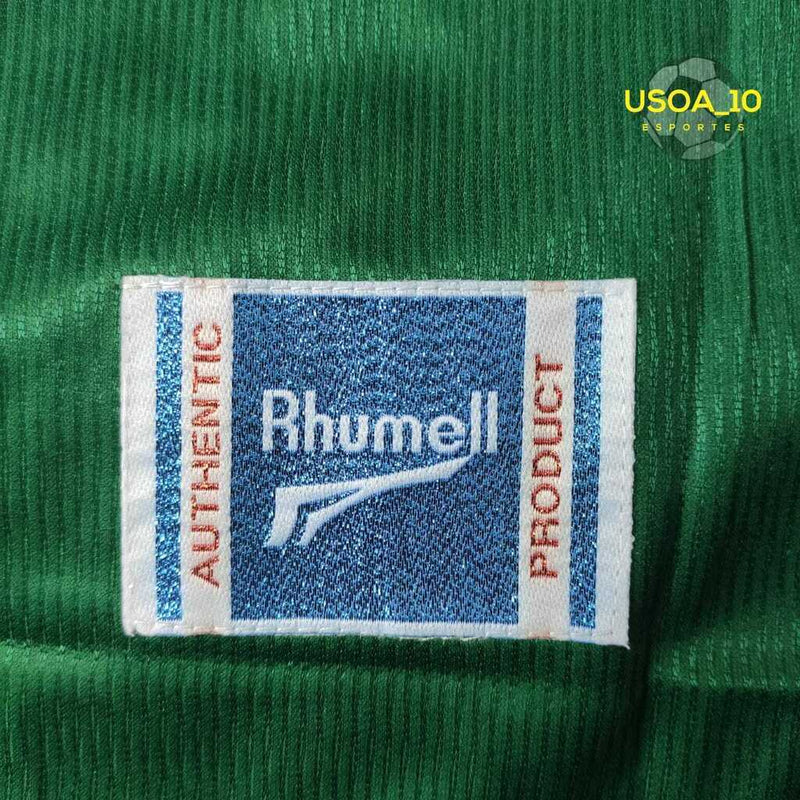 USOA_10
ESPORTES
AUTHENTIC
Rhumell
PRODUCT